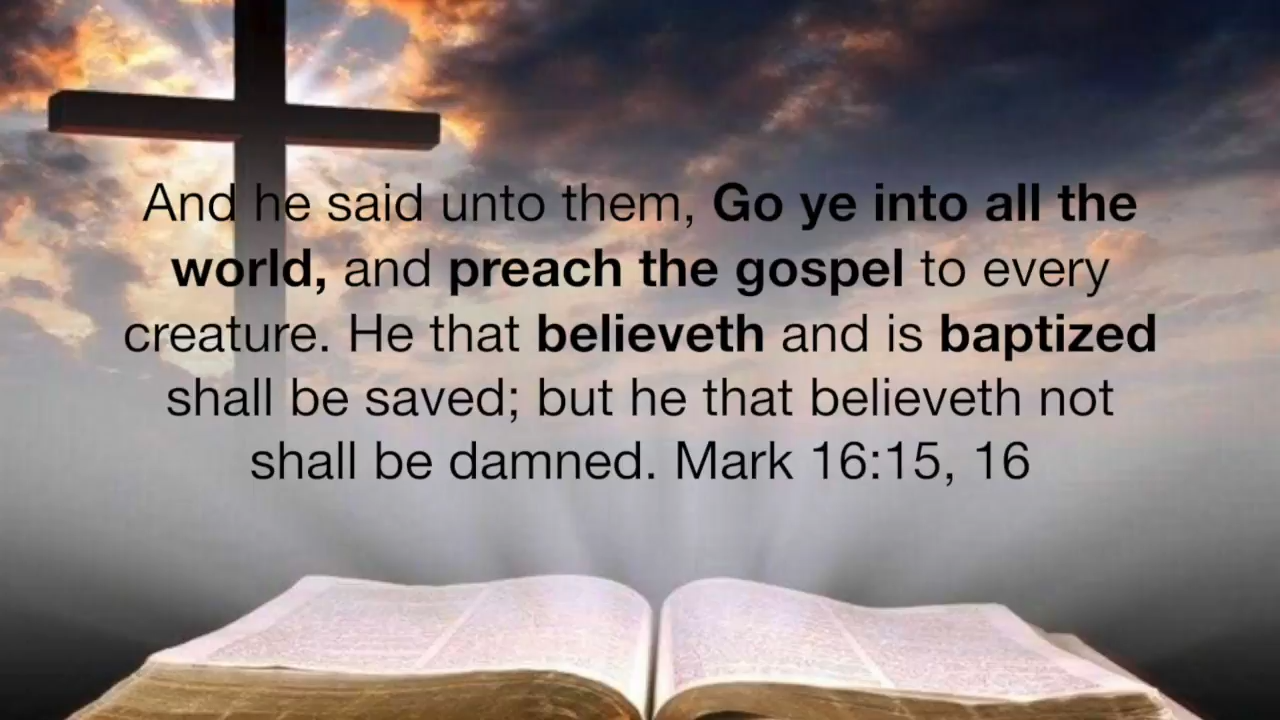 And he said unto them, Go ye into all the
world, and preach the gospel to every
creature. He that believeth and is baptized
shall be saved; but he that believeth not
shall be damned. Mark 16:15, 16